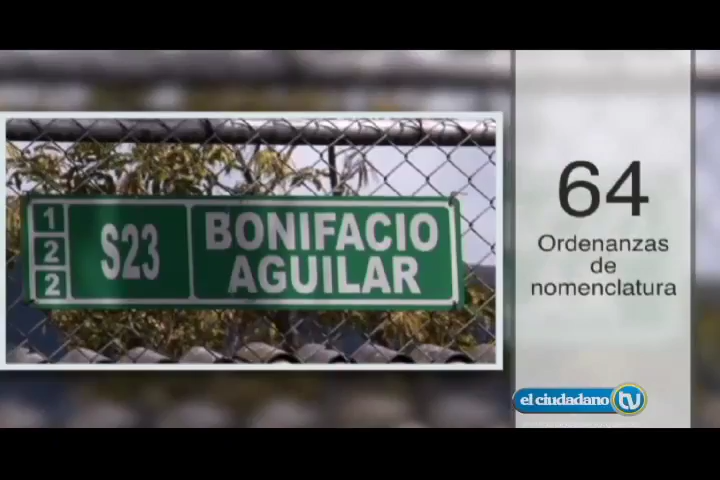 1
2
2
S23
BONIFACIO
AGUILAR
64
Ordenanzas
de
nomenclatura
el ciudadano tv